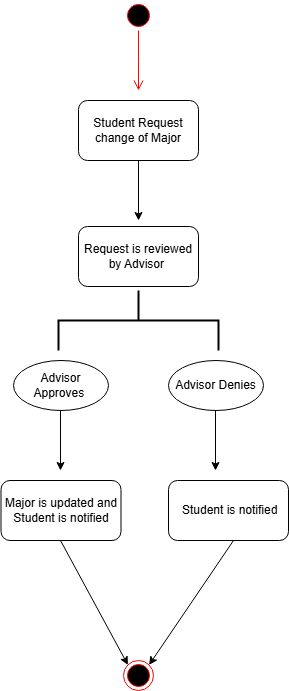 Student Request
change of Major
Request is reviewed
by Advisor
Advisor
Approves
Advisor Denies
Major is updated and
Student is notified
Student is notified